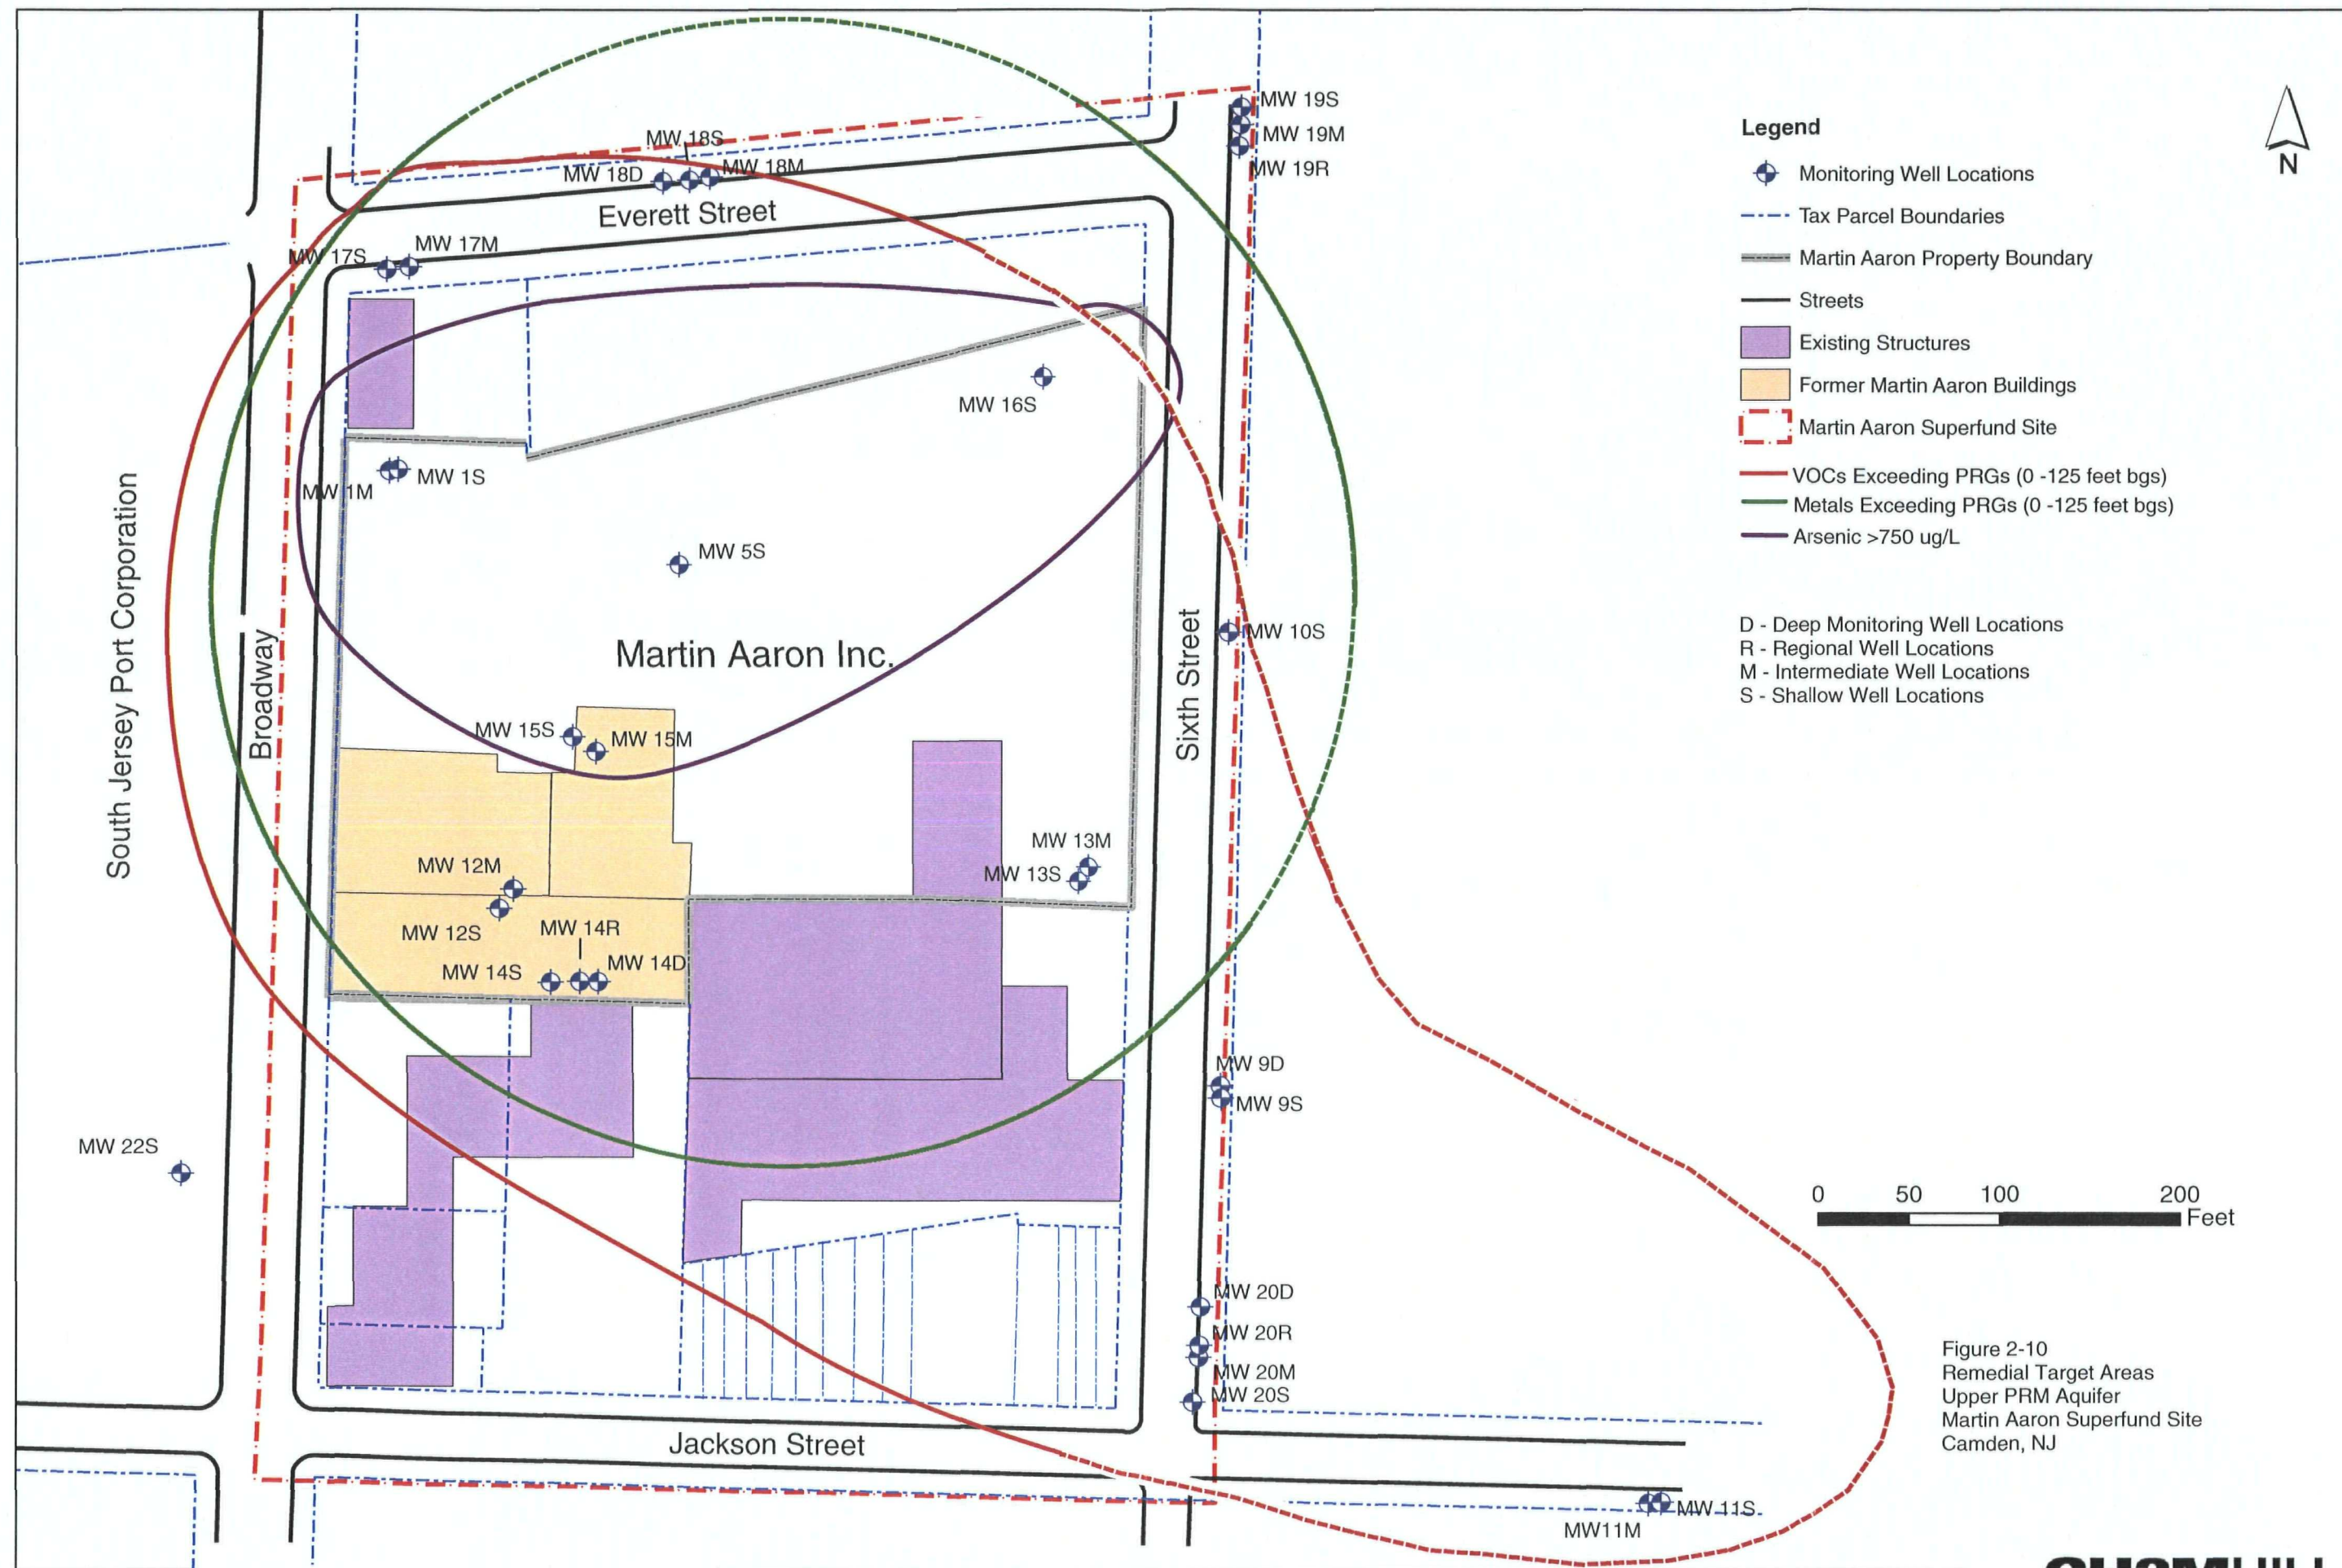 MW 19S
MW 19M
MW 19R
MW 18S
MW 18D
MW 18M
Everett Street
MW 17S
MW 17M
MW 16S
MW 1M
MW 1S
MW 5S
South Jersey Port Corporation
Broadway
Martin Aaron Inc.
Sixth Street
MW 10S
MW 15S
MW 15M
MW 12M
MW 12S
MW 13M
MW 13S
MW 14R
MW 14S
MW 14D
MW 9D
MW 9S
MW 22S
MW 20D
MW 20R
MW 20M
MW 20S
Jackson Street
MW 11S
MW11M
Legend
Monitoring Well Locations
Tax Parcel Boundaries
Martin Aaron Property Boundary
Streets
Existing Structures
Former Martin Aaron Buildings
Martin Aaron Superfund Site
VOCs Exceeding PRGs (0 -125 feet bgs)
Metals Exceeding PRGs (0 -125 feet bgs)
Arsenic >750 ug/L
D - Deep Monitoring Well Locations
R - Regional Well Locations
M - Intermediate Well Locations
S - Shallow Well Locations
N
0 50 100 200
Feet
Figure 2-10
Remedial Target Areas
Upper PRM Aquifer
Martin Aaron Superfund Site
Camden, NJ